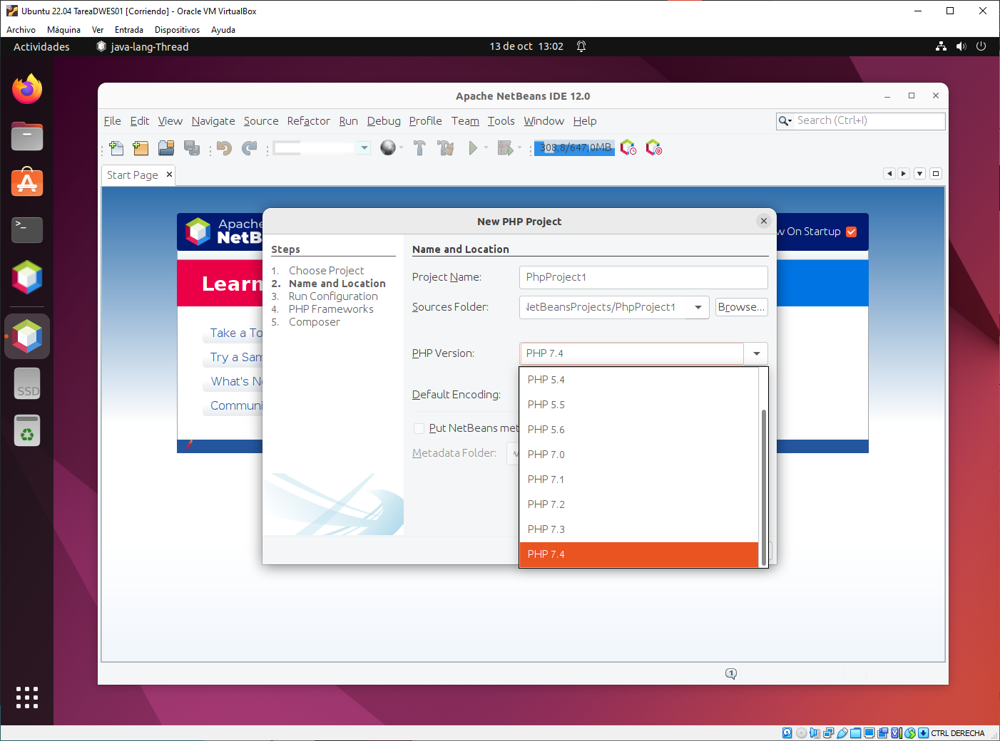 Ubuntu 22.04 TareaDWES01 [Corriendo] - Oracle VM VirtualBox
Archivo Máquina Ver Entrada Dispositivos Ayuda
Actividades java-lang-Thread 13 de oct 13:02
Apache NetBeans IDE 12.0
File Edit View Navigate Source Refactor Run Debug Profile Team Tools Window Help
Search (Ctrl+I)
308,8/647,0MB
Start Page
Apache
NetB
w On Startup
Learn
Take a To
Try a Sam
What's Ne
Communi
New PHP Project
Steps
1. Choose Project
2. Name and Location
3. Run Configuration
4. PHP Frameworks
5. Composer
Name and Location
Project Name: PhpProject1
Sources Folder: NetBeansProjects/PhpProject1 Browse...
PHP Version: PHP 7.4
PHP 5.4
PHP 5.5
PHP 5.6
PHP 7.0
PHP 7.1
PHP 7.2
PHP 7.3
PHP 7.4
Default Encoding:
Put NetBeans met
Metadata Folder:
SSD
1
CTRL DERECHA